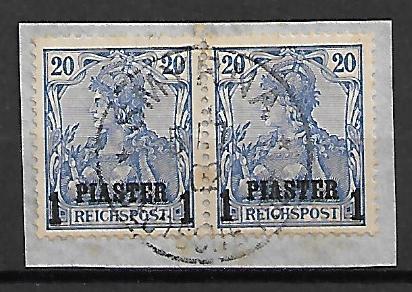 20 20 20 20
1 PIASTER 1 1 PIASTER 1
REICHSPOST REICHSPOST